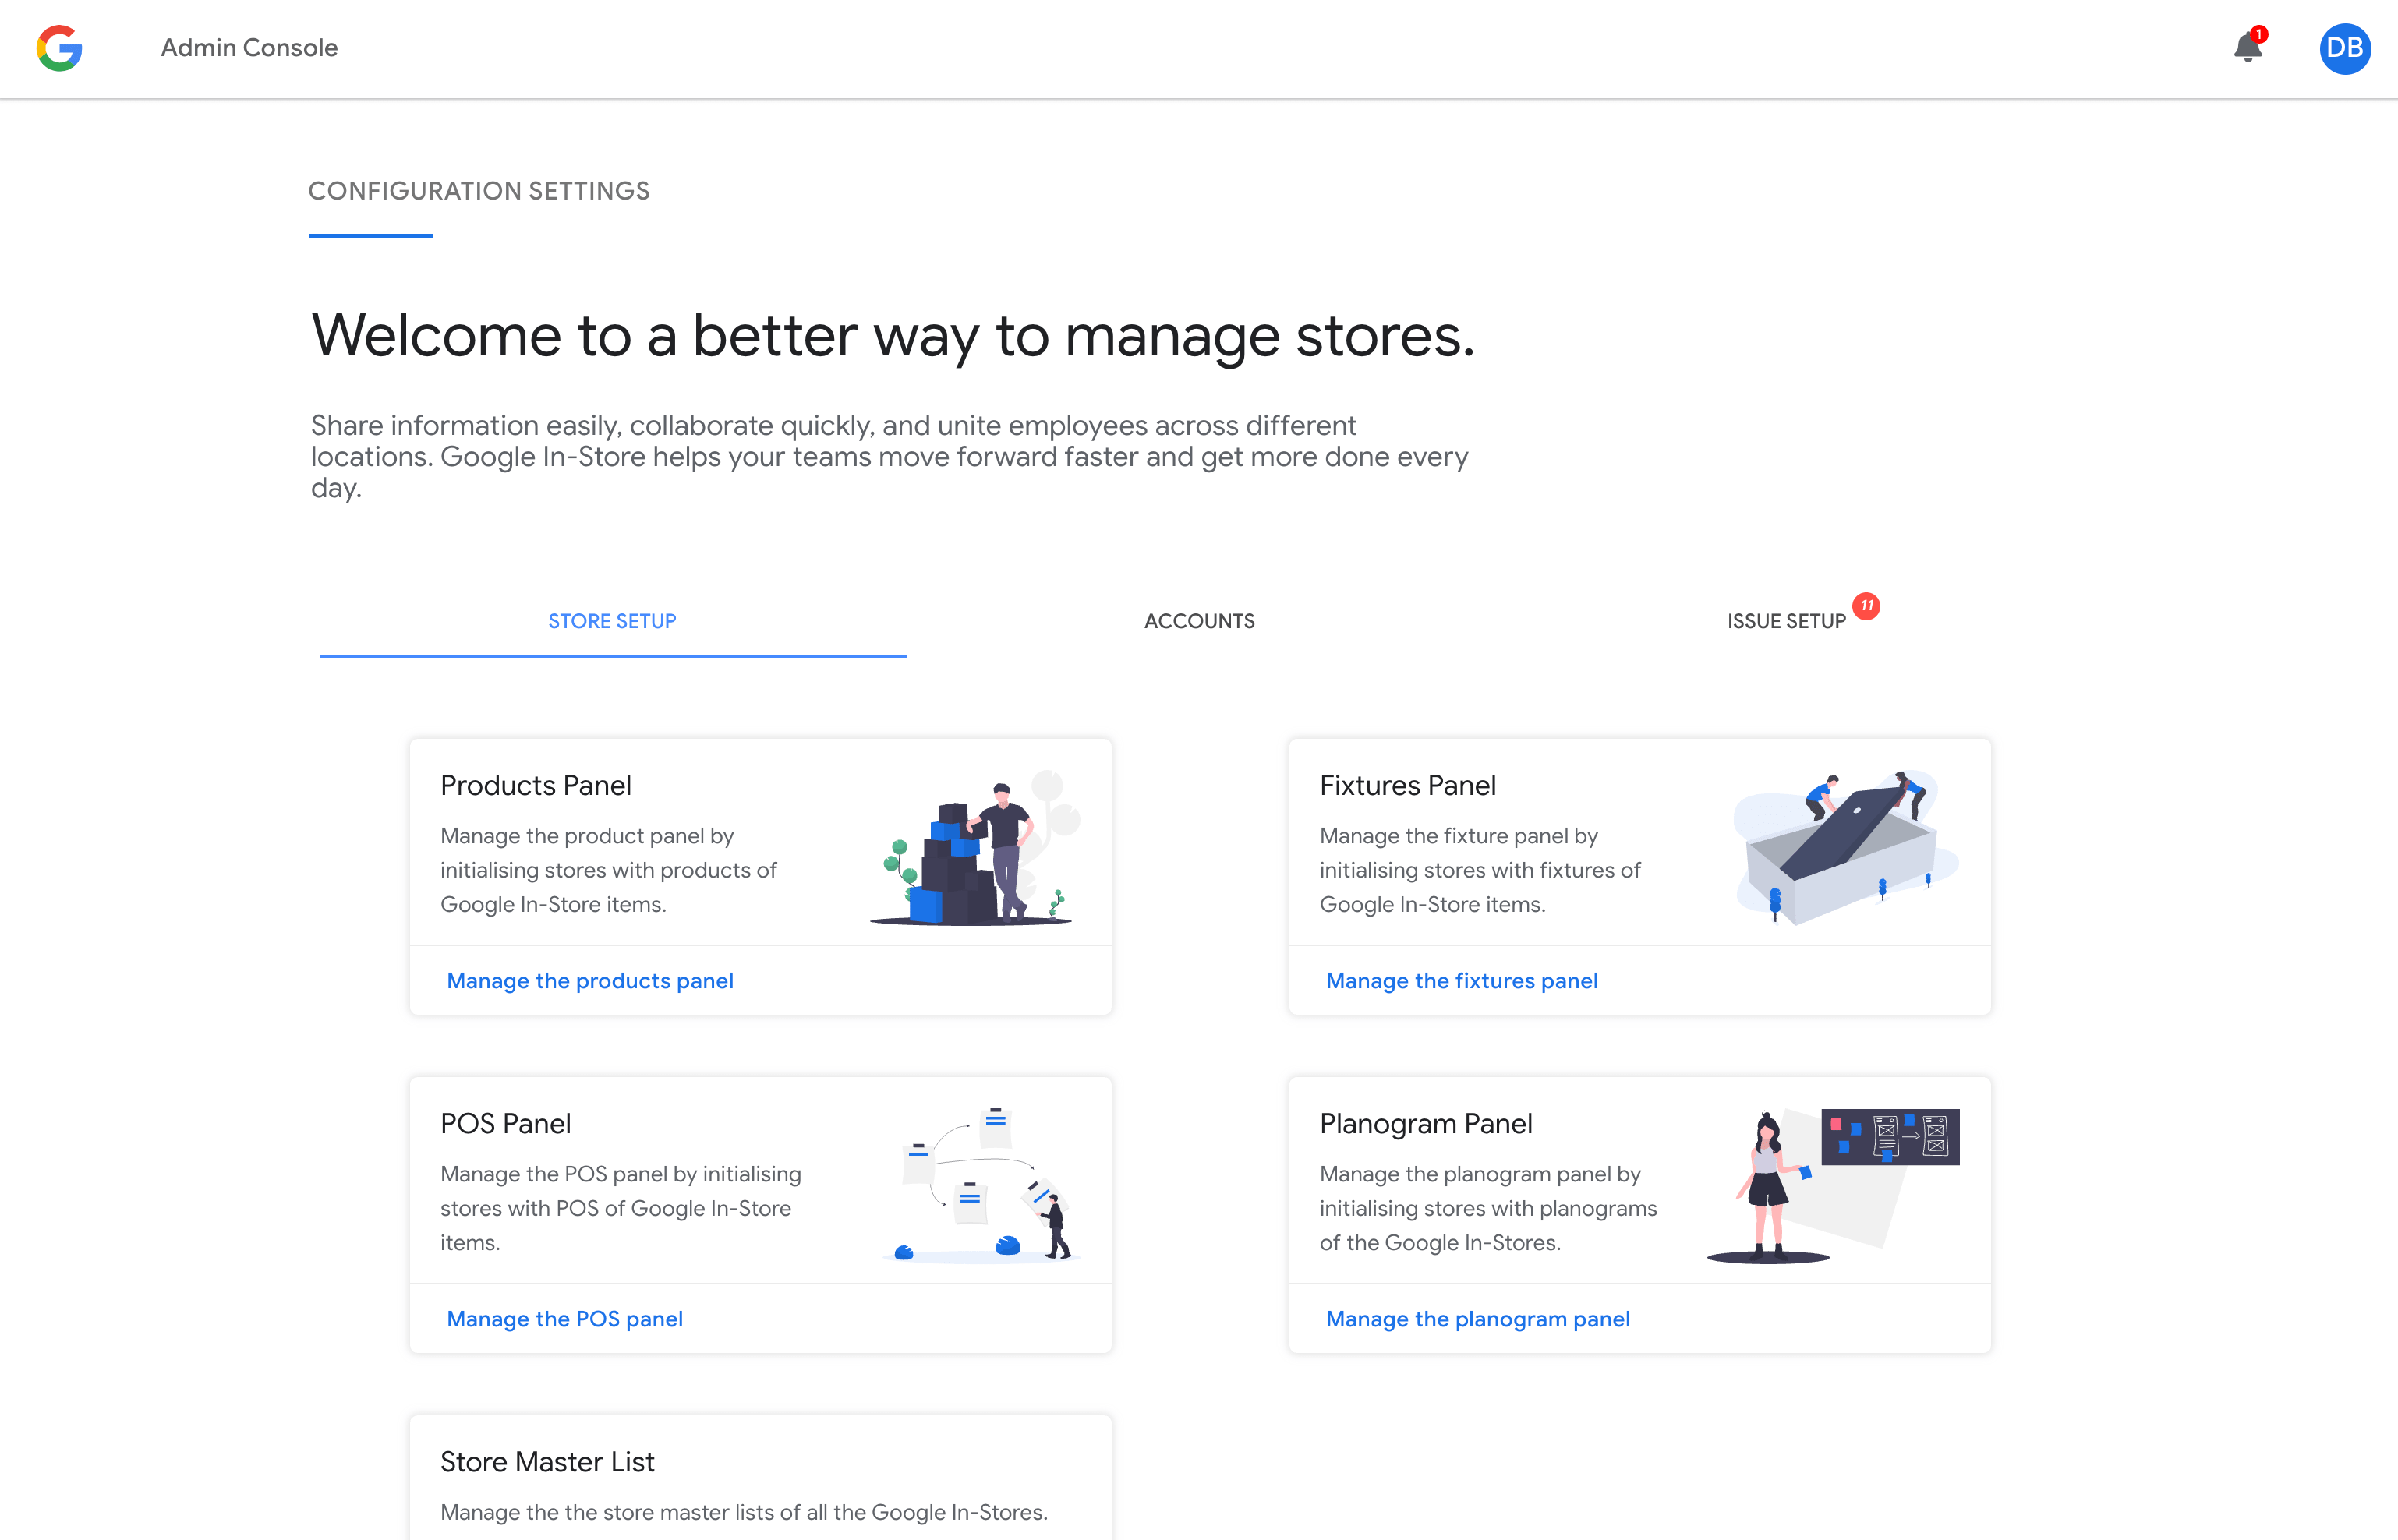 Admin Console
1
DB
CONFIGURATION SETTINGS
Welcome to a better way to manage stores.
Share information easily, collaborate quickly, and unite employees across different
locations. Google In-Store helps your teams move forward faster and get more done every
day.
STORE SETUP
ACCOUNTS
ISSUE SETUP
11
Products Panel
Manage the product panel by
initialising stores with products of
Google In-Store items.
Manage the products panel
Fixtures Panel
Manage the fixture panel by
initialising stores with fixtures of
Google In-Store items.
Manage the fixtures panel
POS Panel
Manage the POS panel by initialising
stores with POS of Google In-Store
items.
Manage the POS panel
Planogram Panel
Manage the planogram panel by
initialising stores with planograms
of the Google In-Stores.
Manage the planogram panel
Store Master List
Manage the the store master lists of all the Google In-Stores.